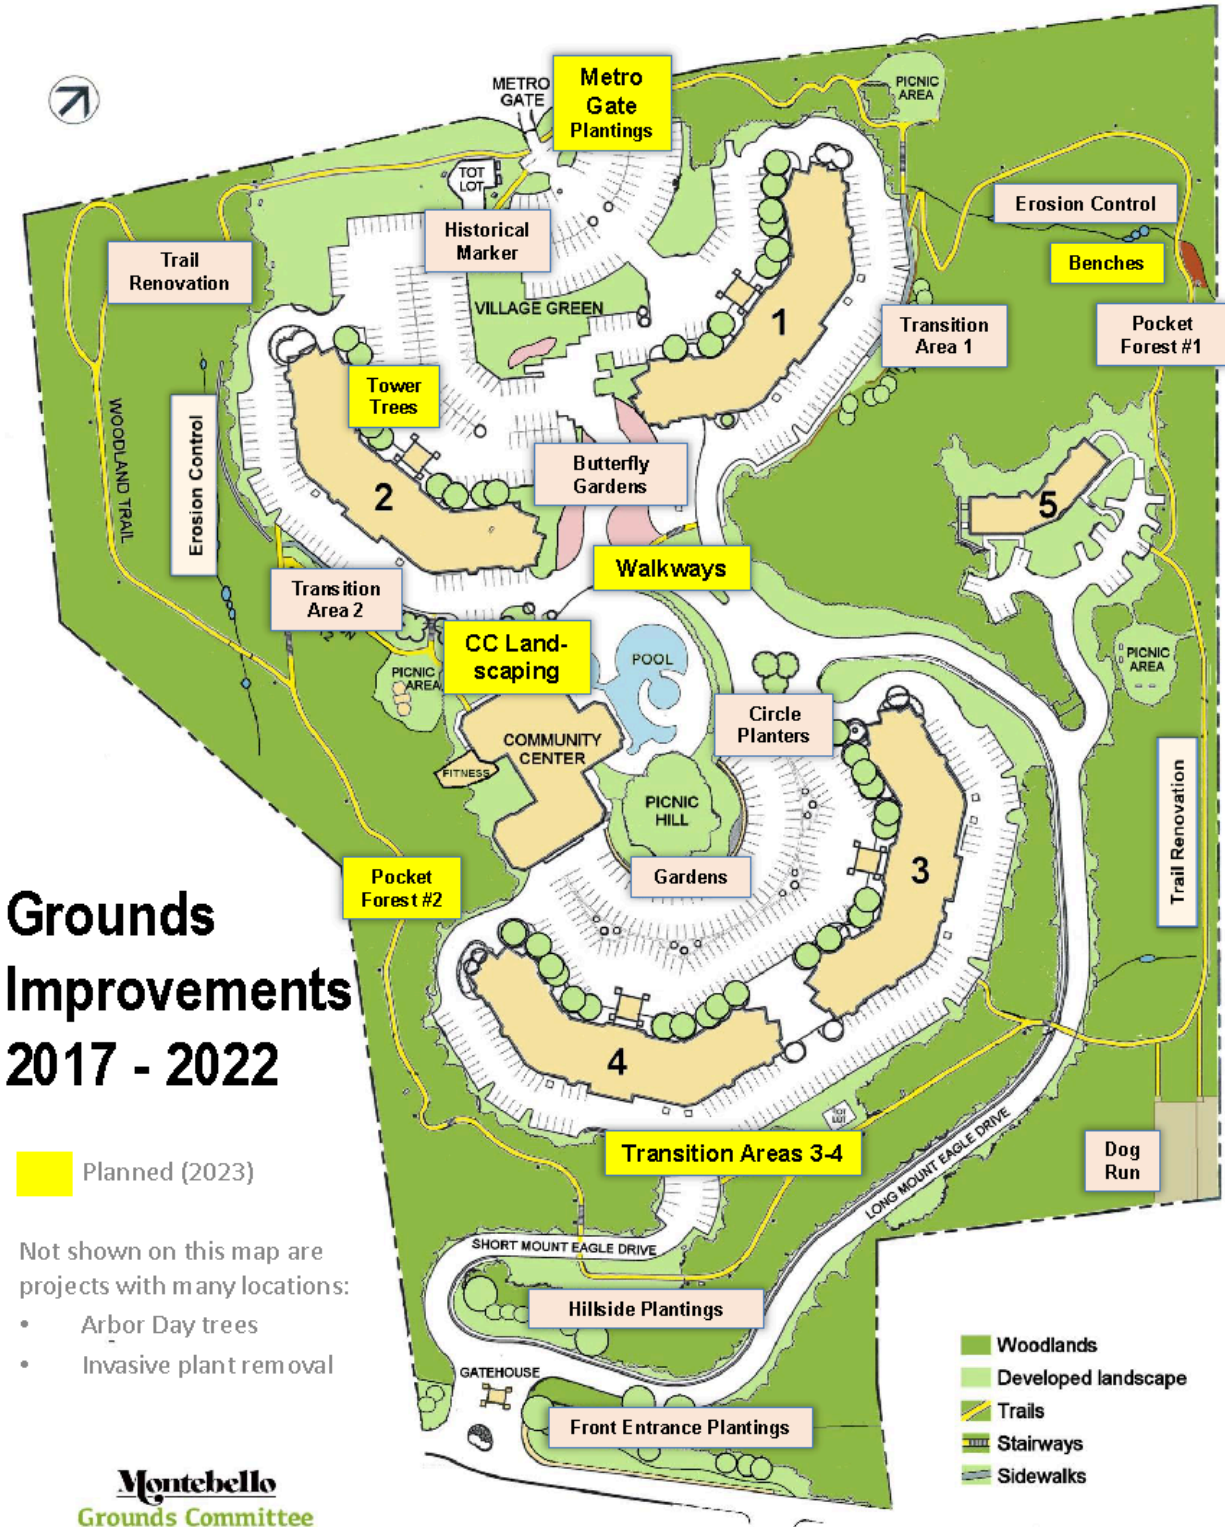 METRO
GATE
Metro
Gate
Plantings
PICNIC
AREA
TOT
LOT
Historical
Marker
Erosion Control
Benches
Trail
Renovation
VILLAGE GREEN
1
Transition
Area 1
Pocket
Forest #1
Tower
Trees
WOODLAND TRAIL
Erosion Control
Butterfly
Gardens
2
5
Walkways
Transition
Area 2
CC Land-
scaping
POOL
PICNIC
AREA
PICNIC
AREA
Circle
Planters
COMMUNITY
CENTER
FITNESS
PICNIC
HILL
Trail Renovation
Pocket
Forest #2
Gardens
3
Grounds
Improvements
2017 - 2022
4
TOT
LOT
Transition Areas 3-4
Dog
Run
LONG MOUNT EAGLE DRIVE
Planned (2023)
SHORT MOUNT EAGLE DRIVE
Not shown on this map are
projects with many locations:
• Arbor Day trees
• Invasive plant removal
Hillside Plantings
GATEHOUSE
Front Entrance Plantings
Woodlands
Developed landscape
Trails
Stairways
Sidewalks
Montebello
Grounds Committee